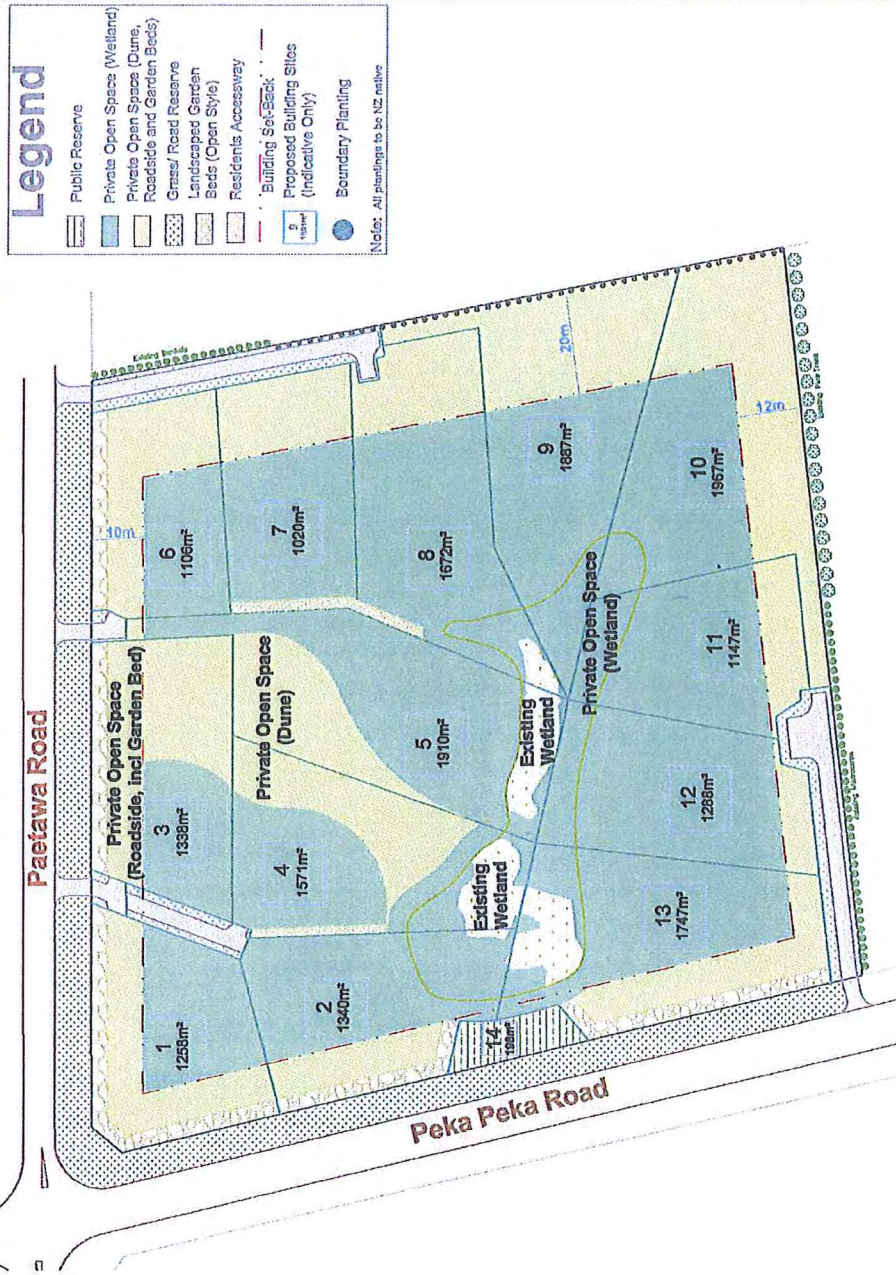 Legend
Public Reserve
Private Open Space (Wetland)
Private Open Space (Dune,
Roadside and Garden Beds)
Grass/ Road Reserve
Landscaped Garden
Beds (Open Style)
Residents Accessway
Building Set-Back
9
Proposed Building Sites
(Indicative Only)
Boundary Planting
Note: All plantings to be NZ native
Paetawa Road
Private Open Space
(Roadside, incl Garden Bed)
10m
1
1258m²
3
1338m²
6
1106m²
Private Open Space
(Dune)
2
1340m²
4
1571m²
7
1020m²
5
1910m²
8
1672m²
20m
Existing
Wetland
Existing
Wetland
Private Open Space
(Wetland)
9
1887m²
14
198m²
13
1747m²
12
1288m²
11
1147m²
10
1967m²
12m
Peka Peka Road